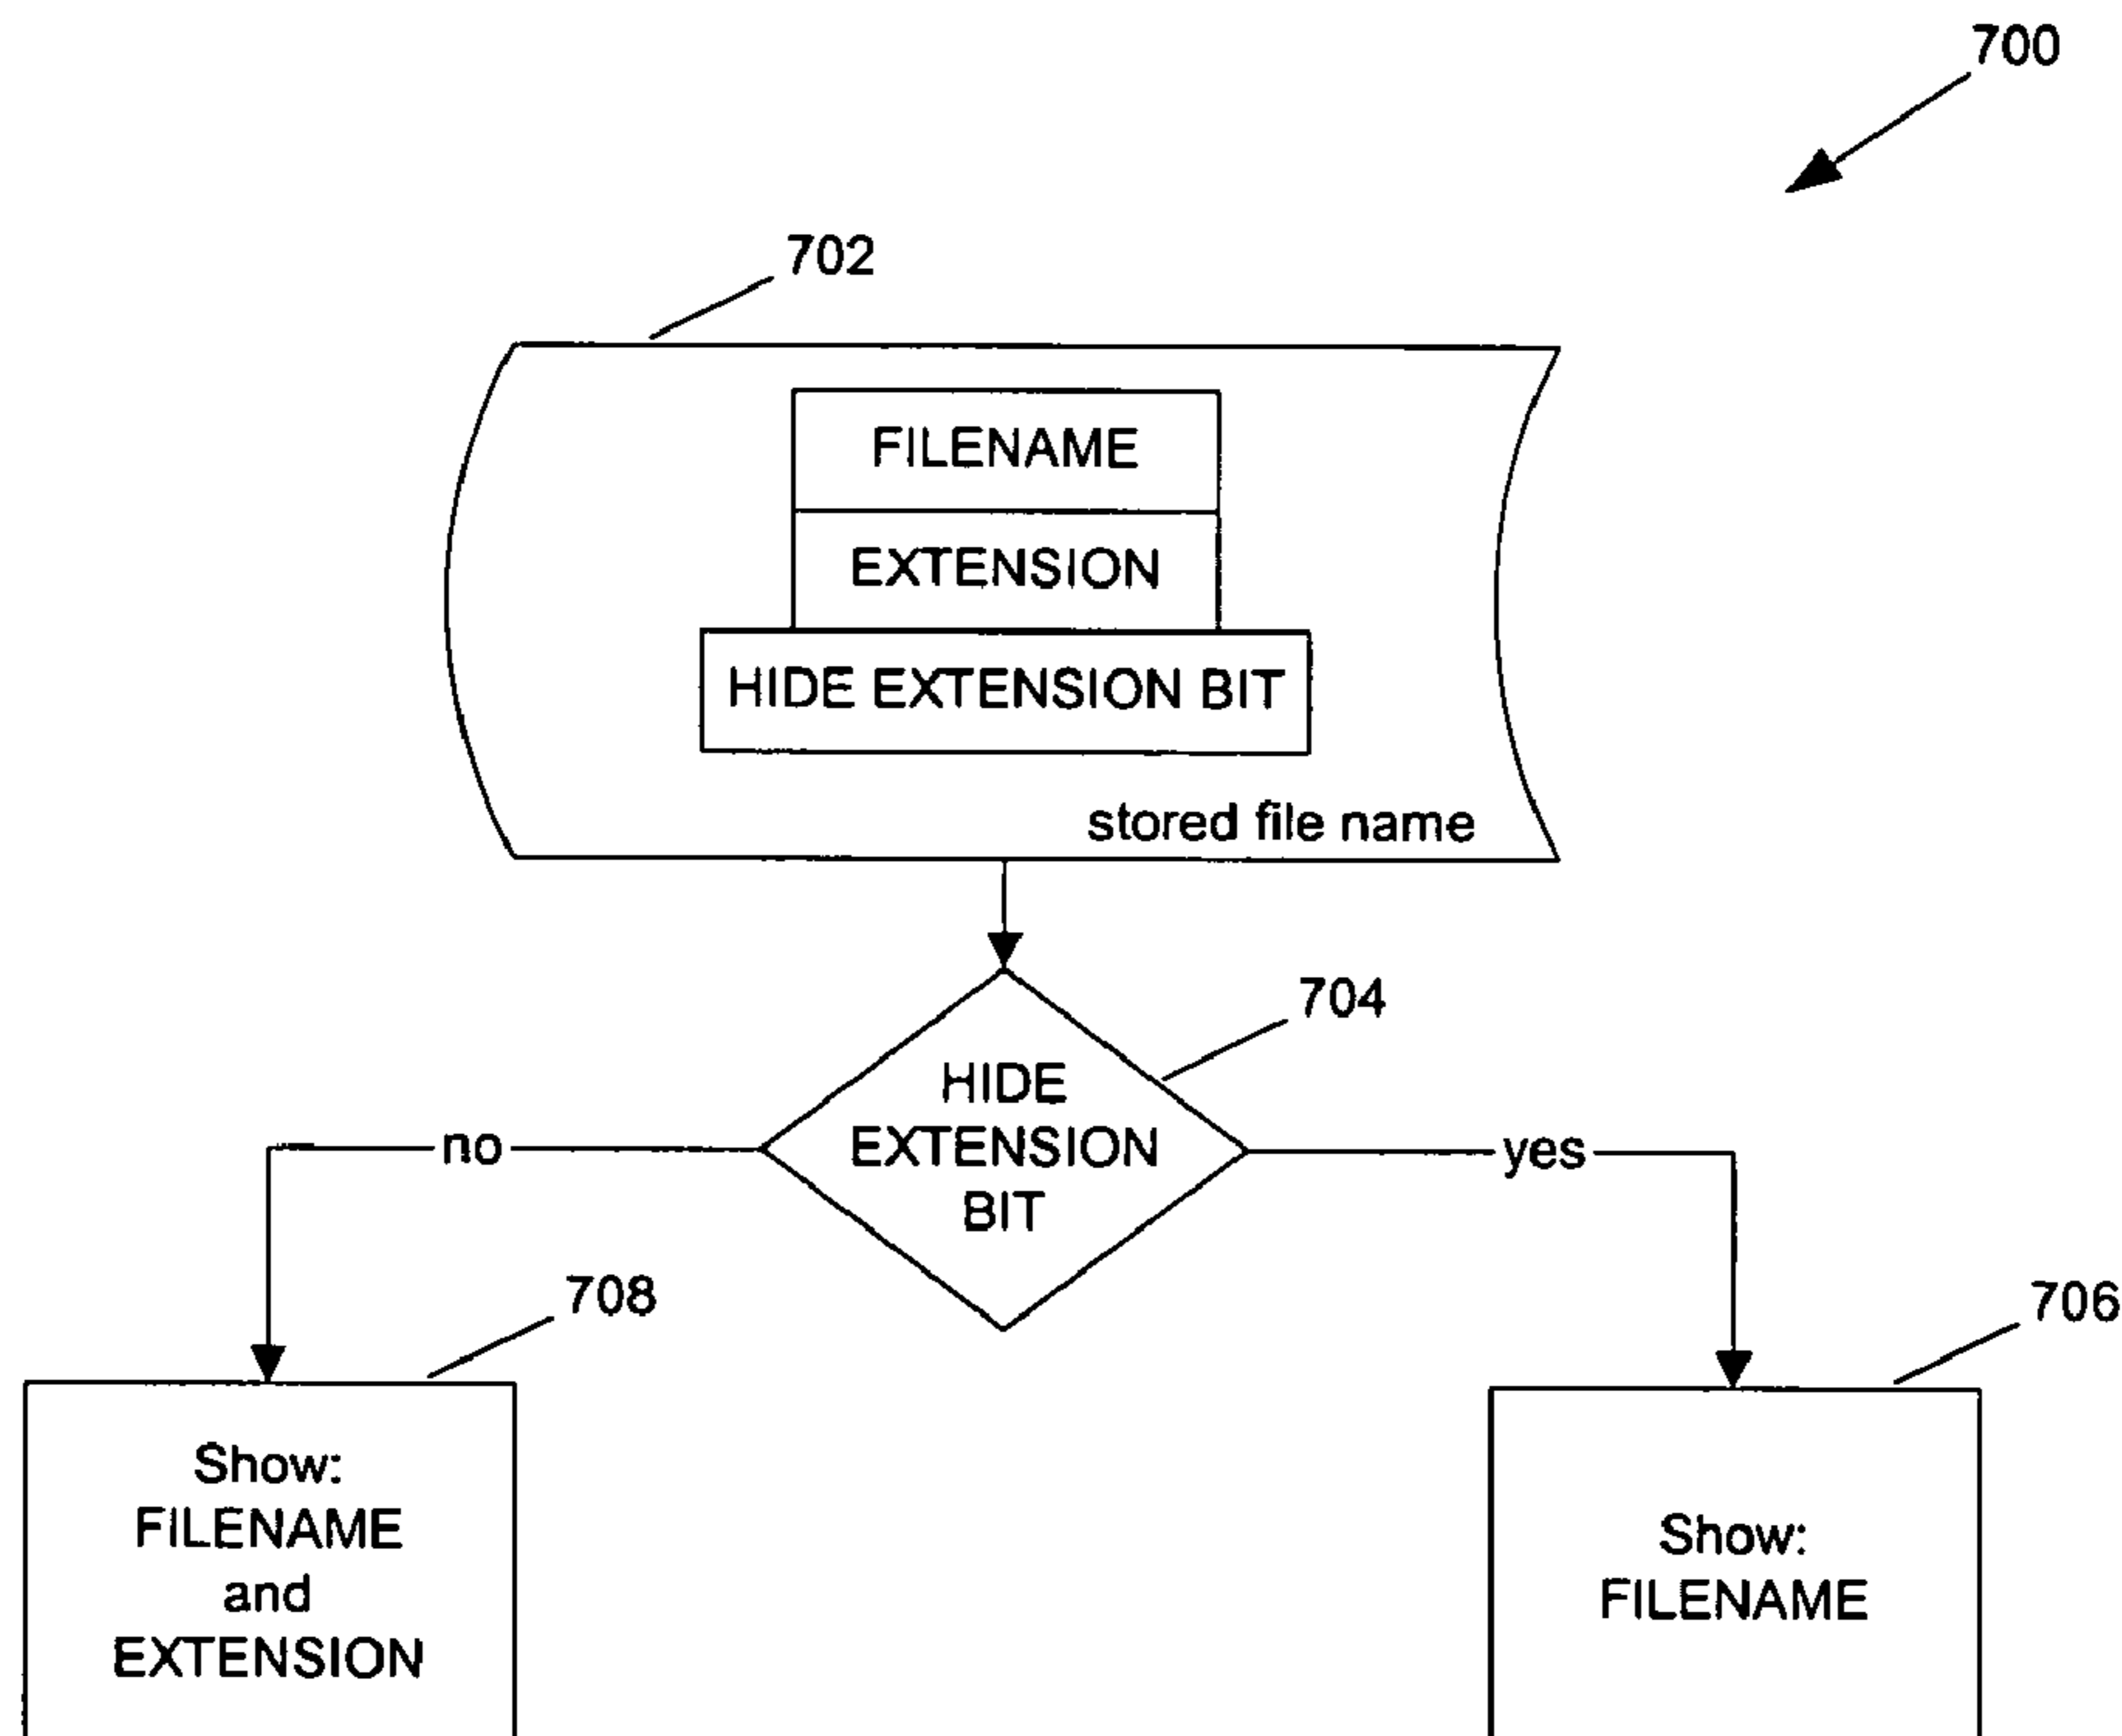 700
702
FILENAME
EXTENSION
HIDE EXTENSION BIT
stored file name
704
HIDE
EXTENSION
BIT
no
yes
708
706
Show:
FILENAME
and
EXTENSION
Show:
FILENAME